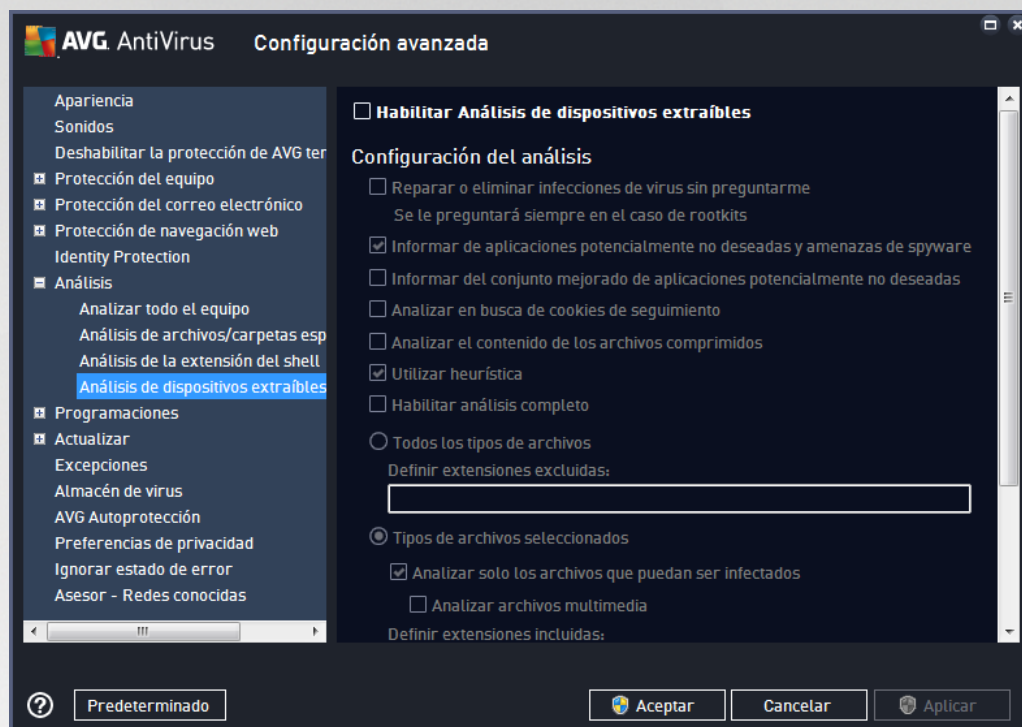 AVG. AntiVirus Configuración avanzada
Apariencia
Sonidos
Deshabilitar la protección de AVG ter
Protección del equipo
Protección del correo electrónico
Protección de navegación web
Identity Protection
Análisis
Analizar todo el equipo
Análisis de archivos/carpetas esp
Análisis de la extensión del shell
Análisis de dispositivos extraíbles
Programaciones
Actualizar
Excepciones
Almacén de virus
AVG Autoprotección
Preferencias de privacidad
Ignorar estado de error
Asesor - Redes conocidas
Habilitar Análisis de dispositivos extraíbles
Configuración del análisis
Reparar o eliminar infecciones de virus sin preguntarme
Se le preguntará siempre en el caso de rootkits
Informar de aplicaciones potencialmente no deseadas y amenazas de spyware
Informar del conjunto mejorado de aplicaciones potencialmente no deseadas
Analizar en busca de cookies de seguimiento
Analizar el contenido de los archivos comprimidos
Utilizar heurística
Habilitar análisis completo
Todos los tipos de archivos
Definir extensiones excluidas:
Tipos de archivos seleccionados
Analizar solo los archivos que puedan ser infectados
Analizar archivos multimedia
Definir extensiones incluidas:
? Predeterminado Aceptar Cancelar Aplicar